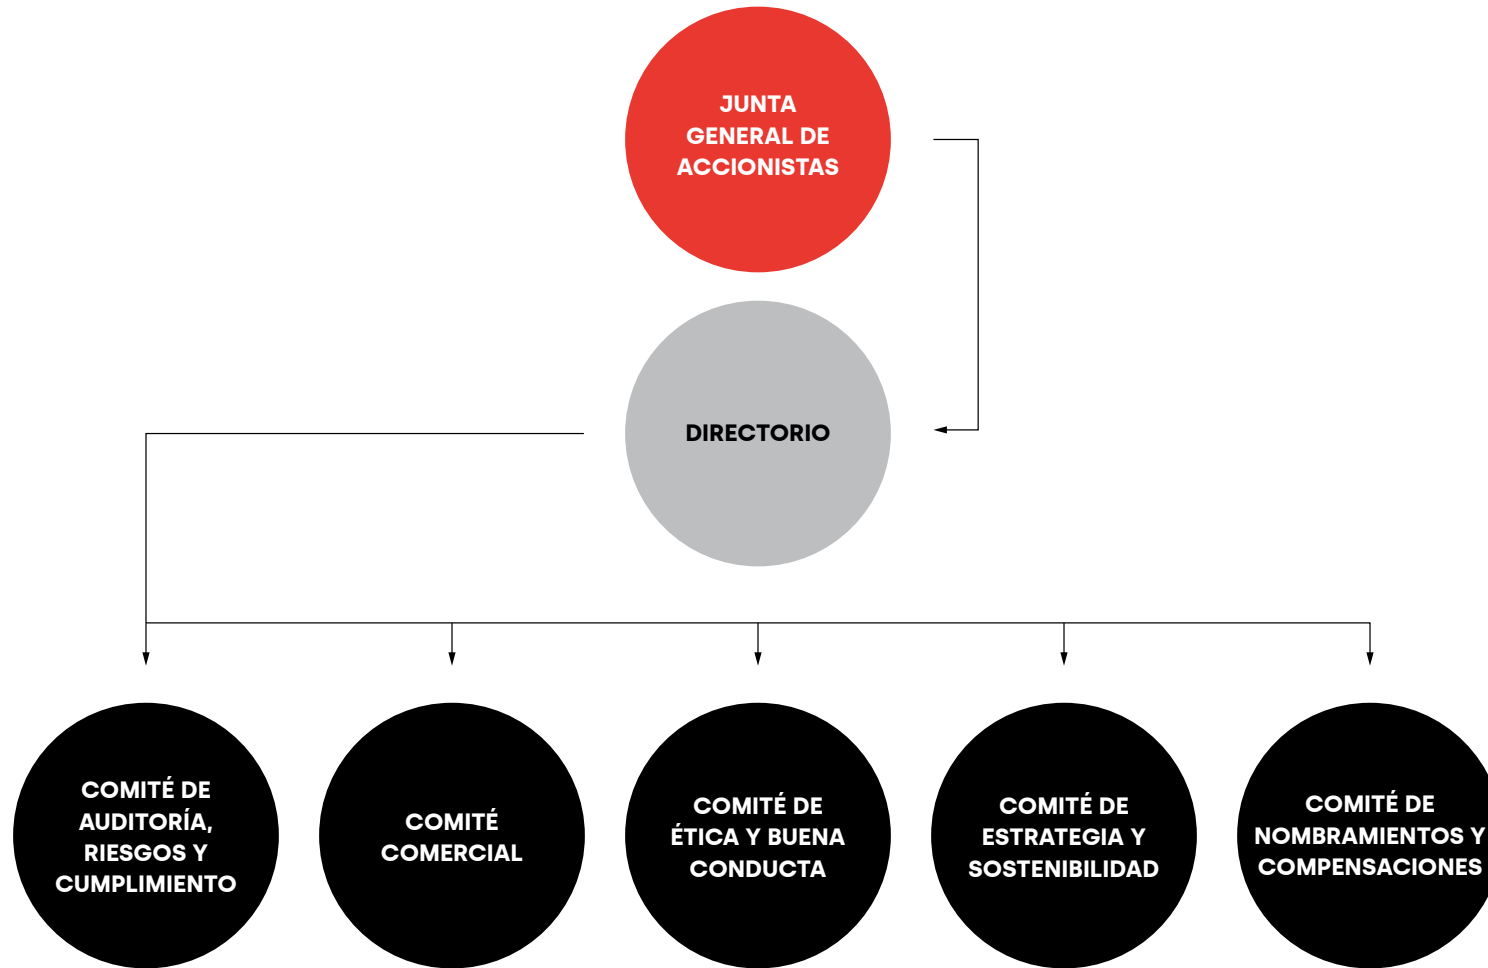 JUNTA
GENERAL DE
ACCIONISTAS
DIRECTORIO
COMITÉ DE
AUDITORÍA,
RIESGOS Y
CUMPLIMIENTO
COMITÉ
COMERCIAL
COMITÉ DE
ÉTICA Y BUENA
CONDUCTA
COMITÉ DE
ESTRATEGIA Y
SOSTENIBILIDAD
COMITÉ DE
NOMBRAMIENTOS Y
COMPENSACIONES